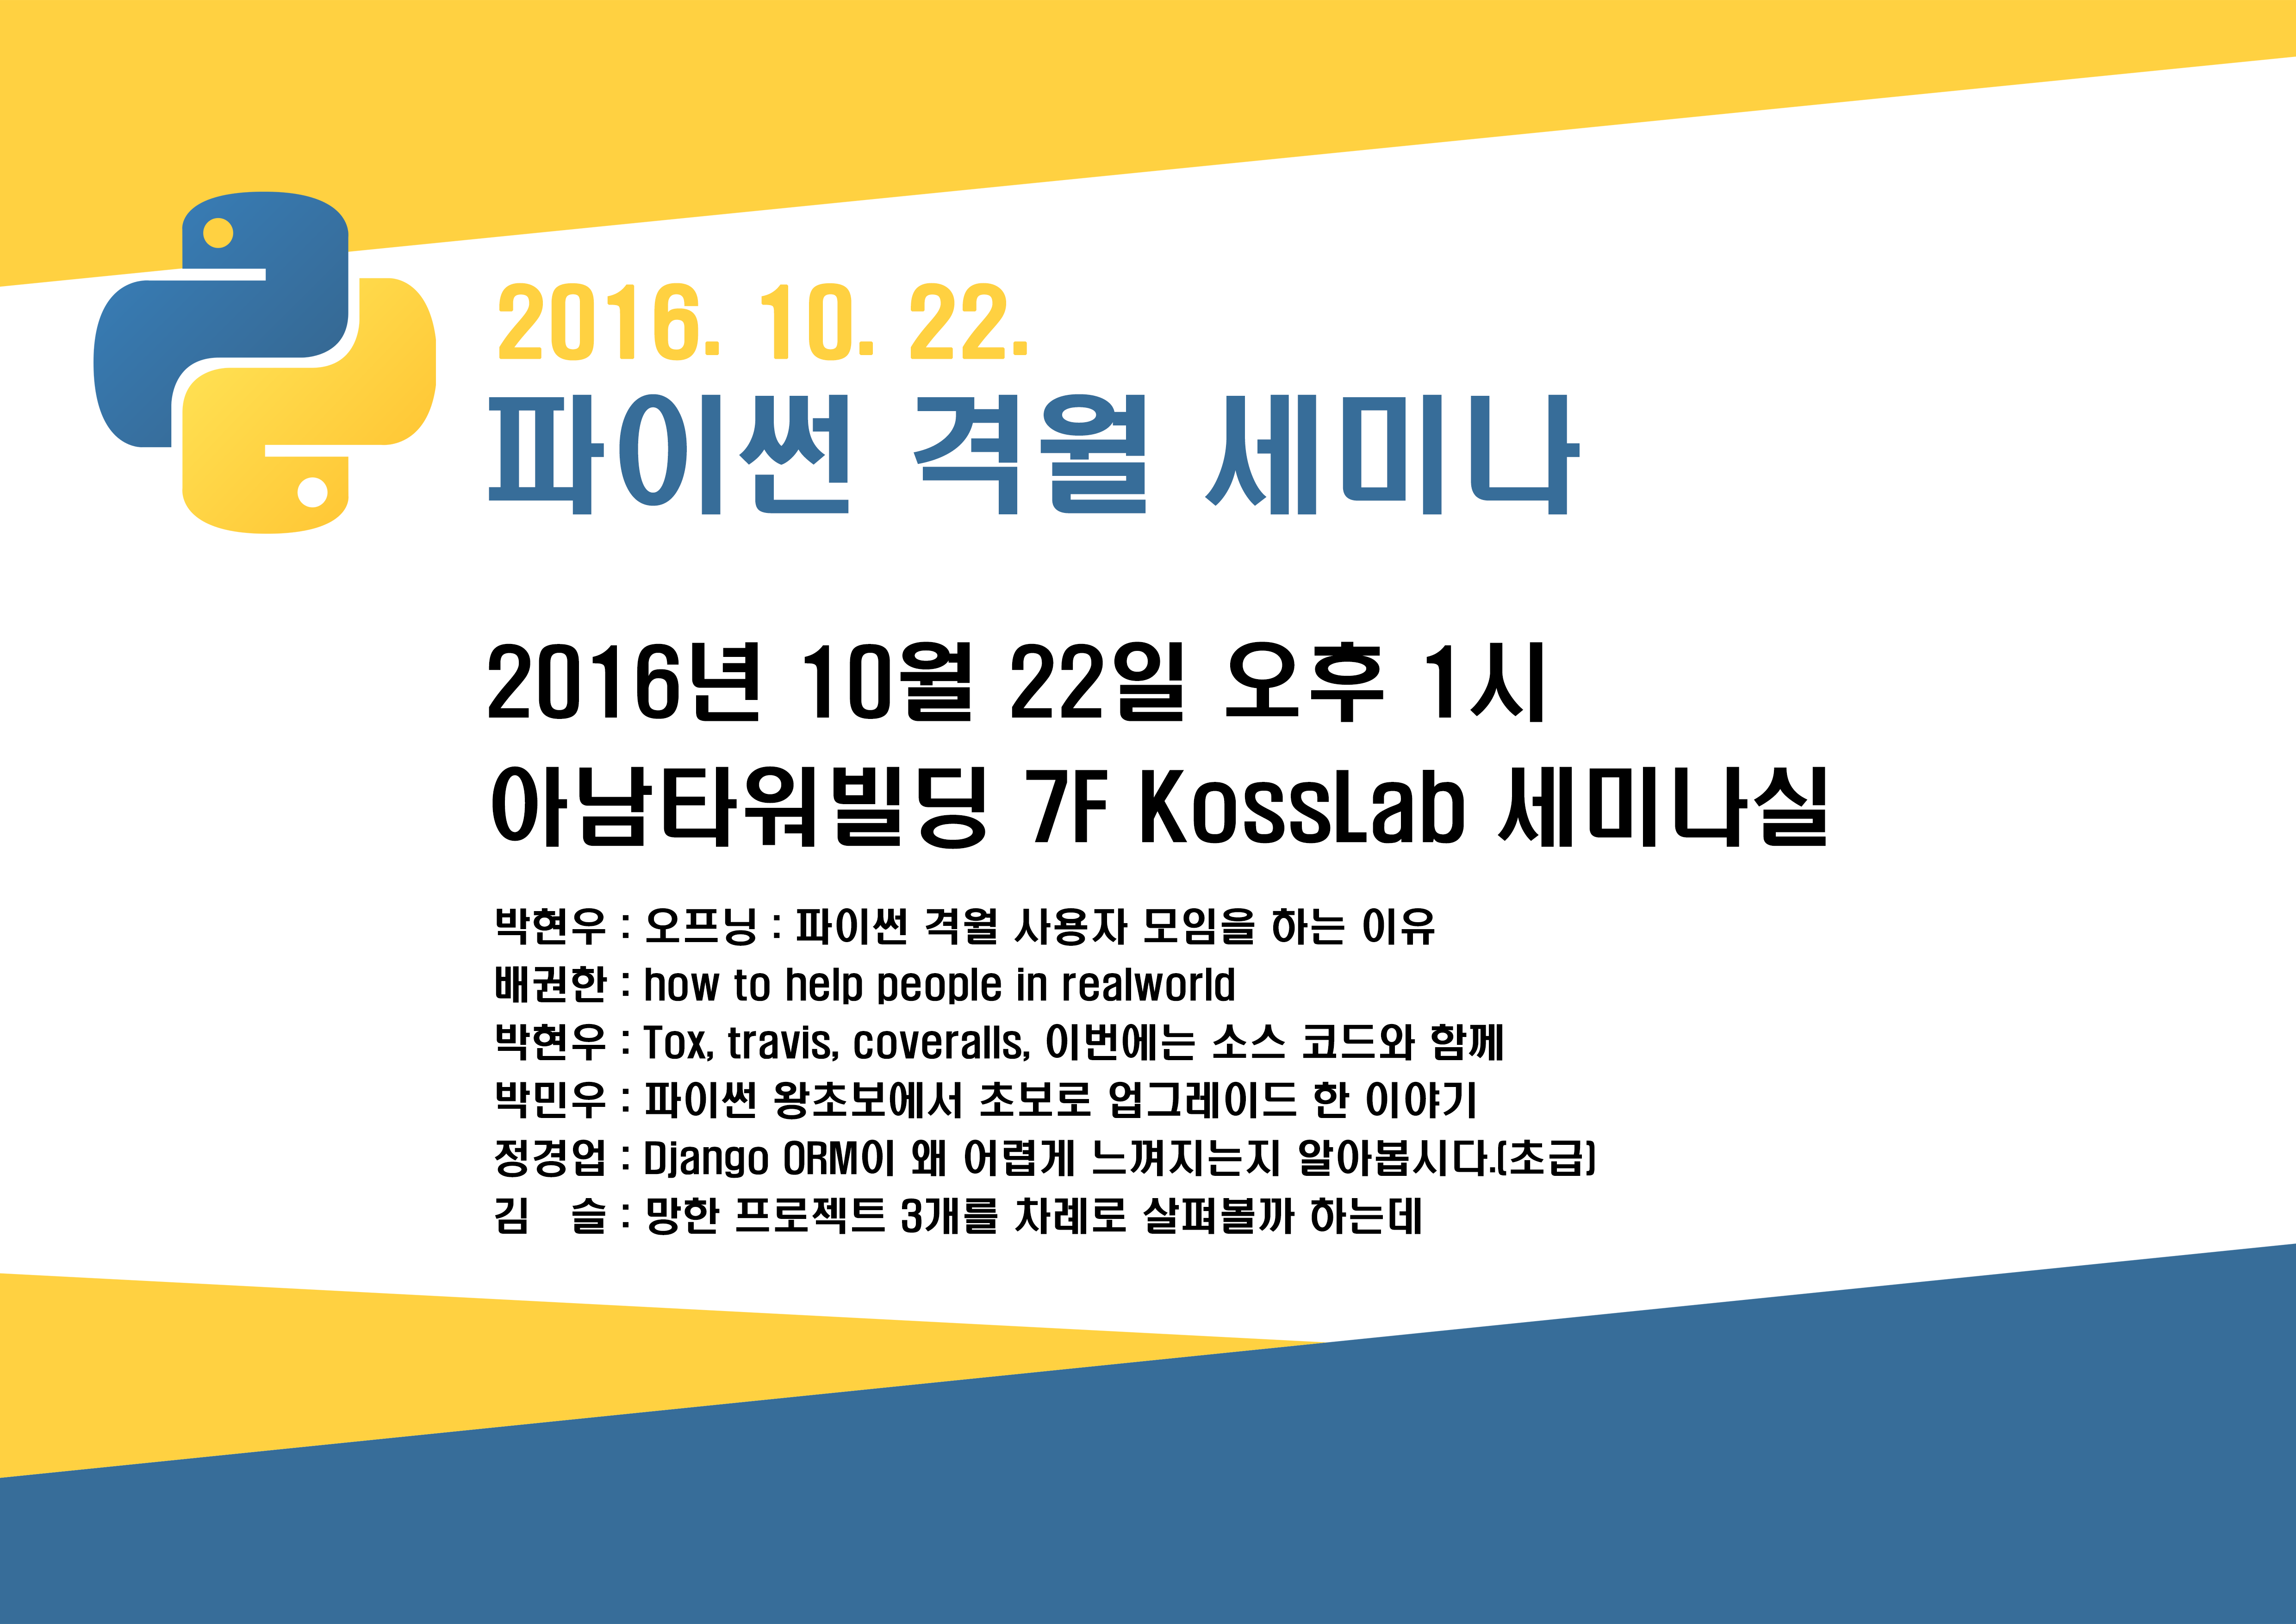 2016. 10. 22.
파이썬 격월 세미나
2016년 10월 22일 오후 1시
아남타워빌딩 7F KossLab 세미나실
박현우 : 오프닝 : 파이썬 격월 사용자 모임을 하는 이유
배권한 : how to help people in realworld
박현우 : Tox, travis, coveralls, 이번에는 소스 코드와 함께
박민우 : 파이썬 왕초보에서 초보로 업그레이드 한 이야기
정경업 : Django ORM이 왜 어렵게 느껴지는지 알아봅시다.(초급)
김 슬 : 망한 프로젝트 3개를 차례로 살펴볼까 하는데